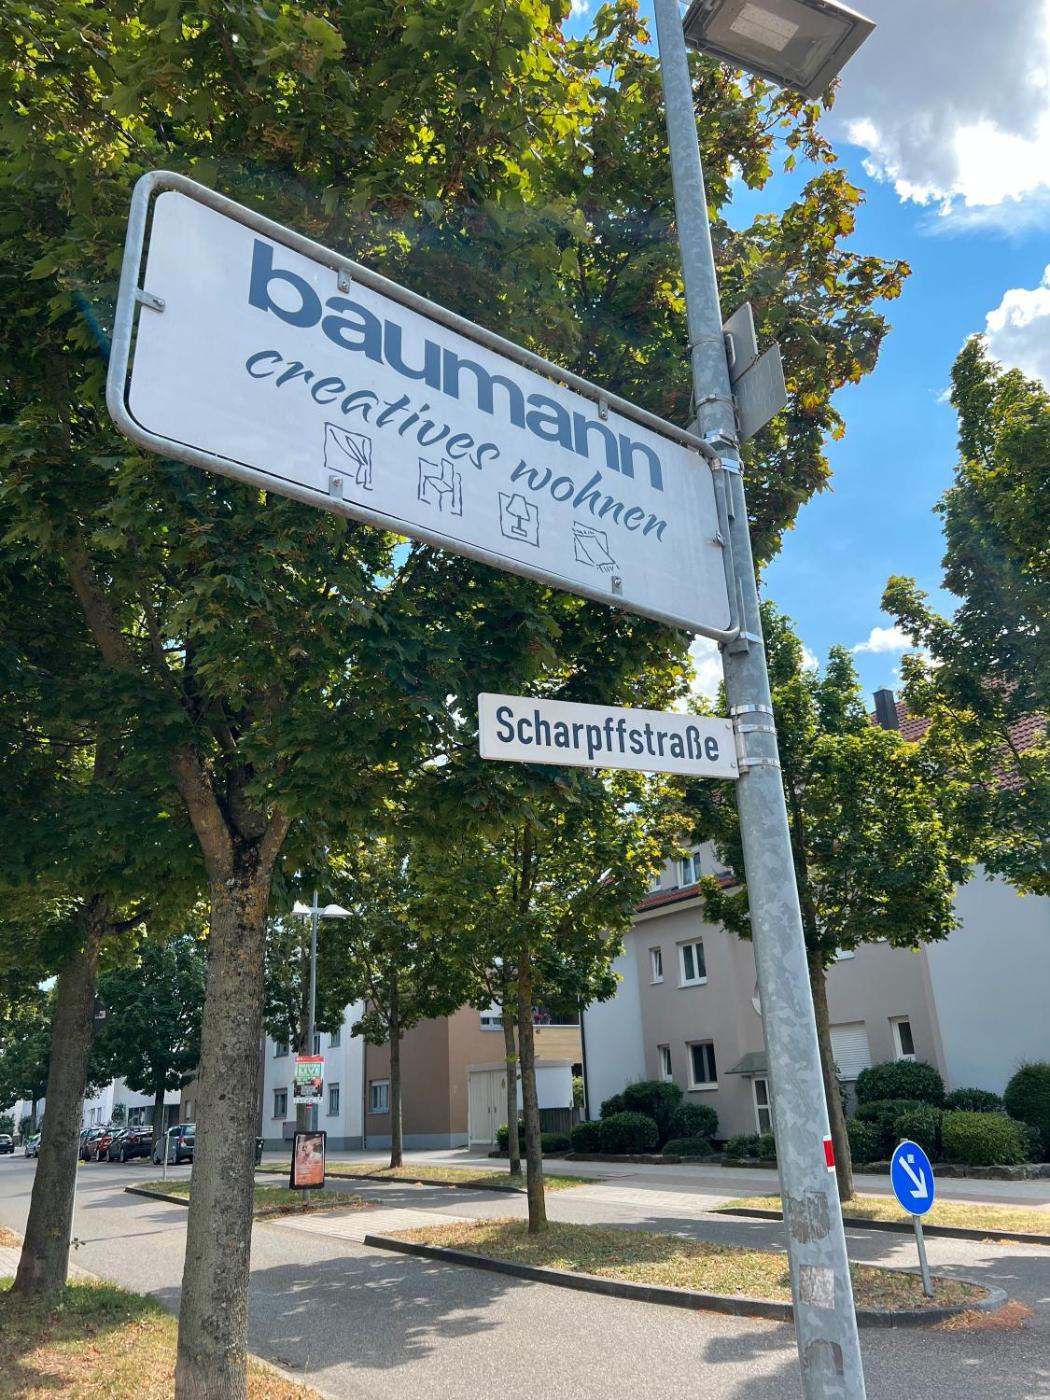 baumann
creatives wohnen
Scharpffstraße